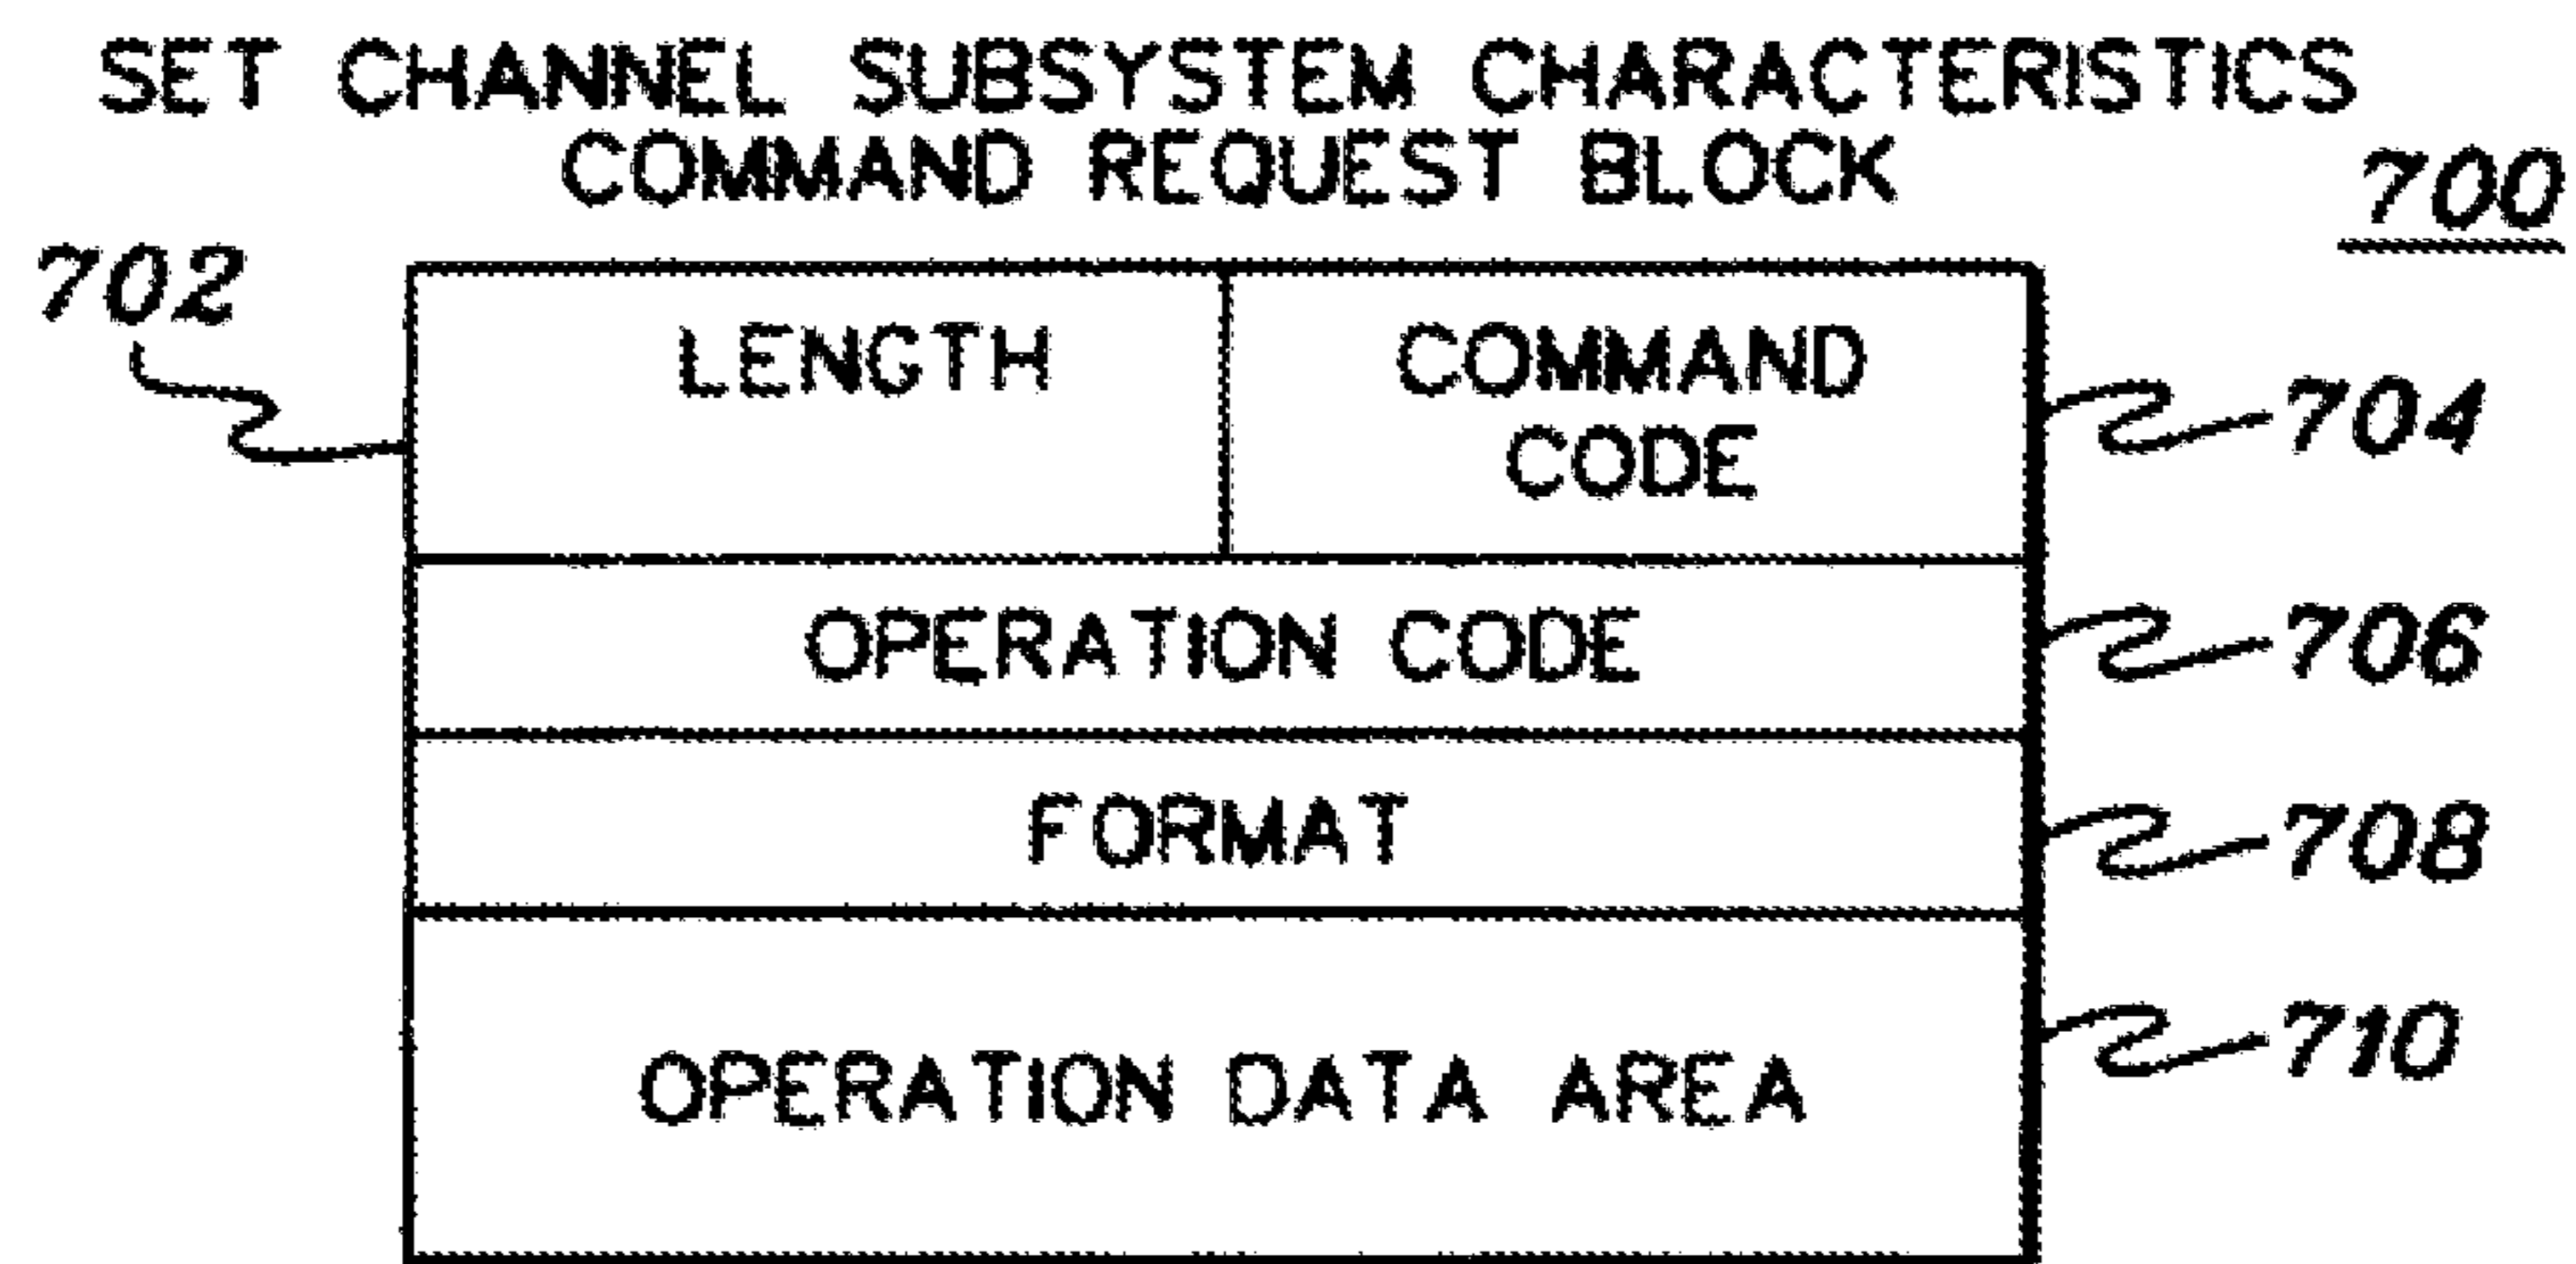 SET CHANNEL SUBSYSTEM CHARACTERISTICS
COMMAND REQUEST BLOCK
700
702
LENGTH
COMMAND
CODE
704
OPERATION CODE
706
FORMAT
708
OPERATION DATA AREA
710